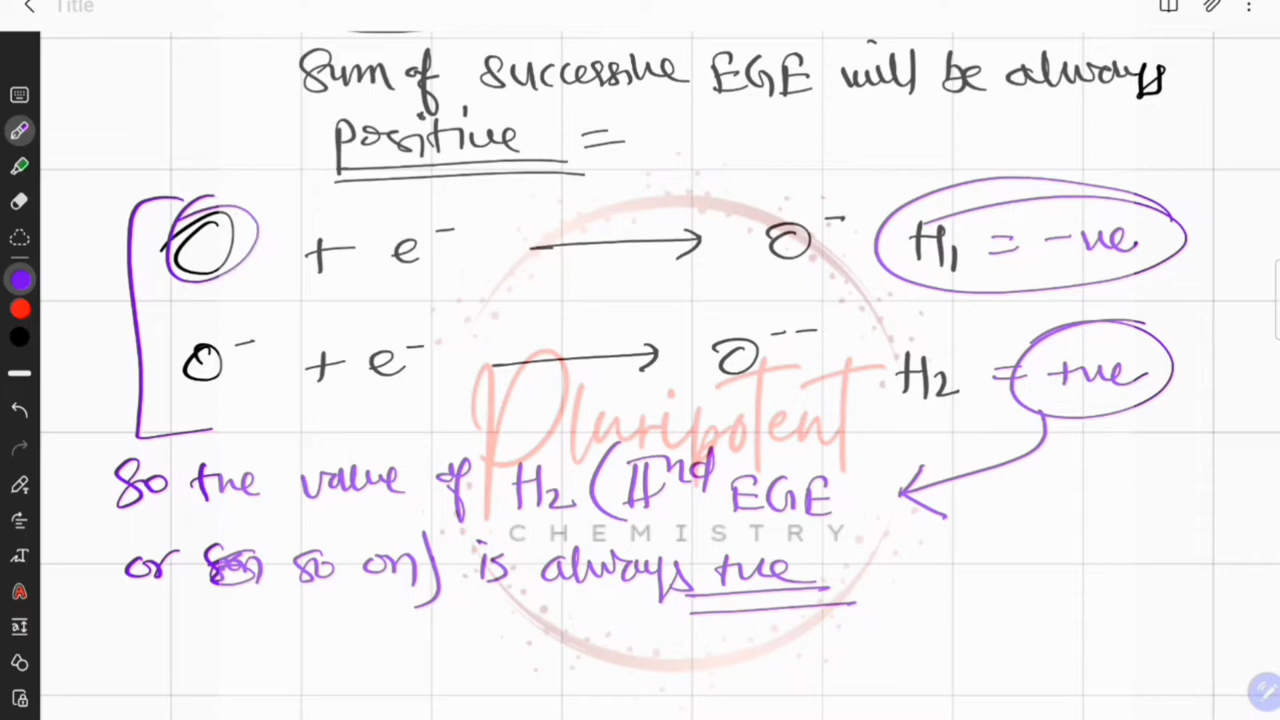 Title
Sum of successive EGE will be always
positive =
O + e⁻ → O⁻ H₁ = -ve
O⁻ + e⁻ → O⁻⁻ H₂ = +ve
So the value of H₂ (IInd EGE
or so on) is always +ve
Pluripotent
CHEMISTRY